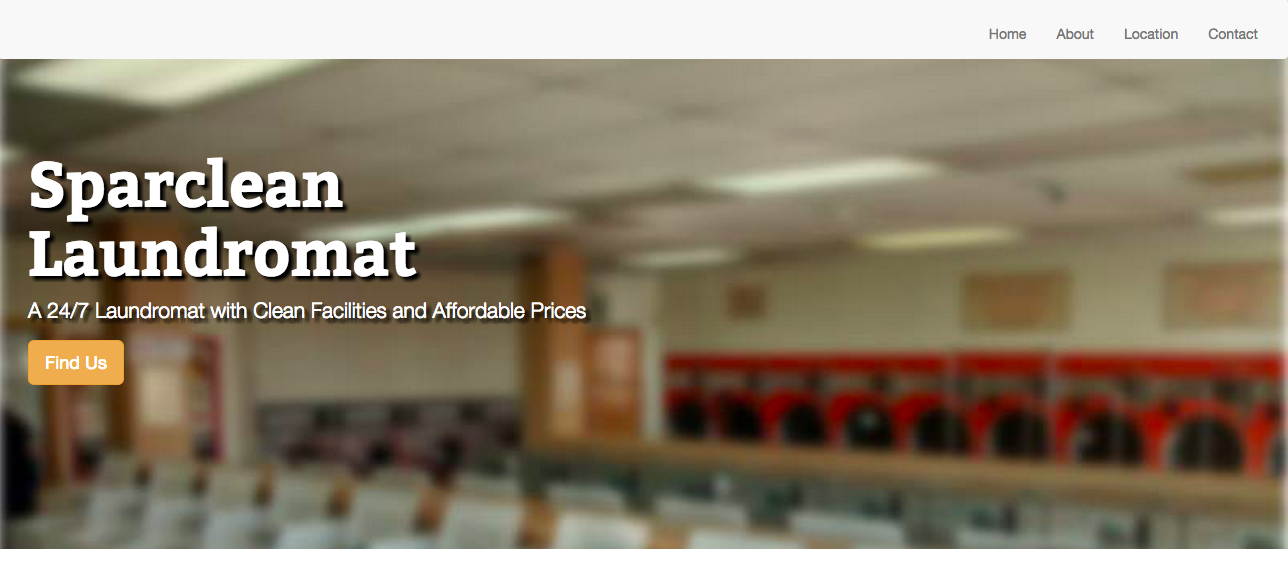 Home About Location Contact
Sparclean
Laundromat
A 24/7 Laundromat with Clean Facilities and Affordable Prices
Find Us